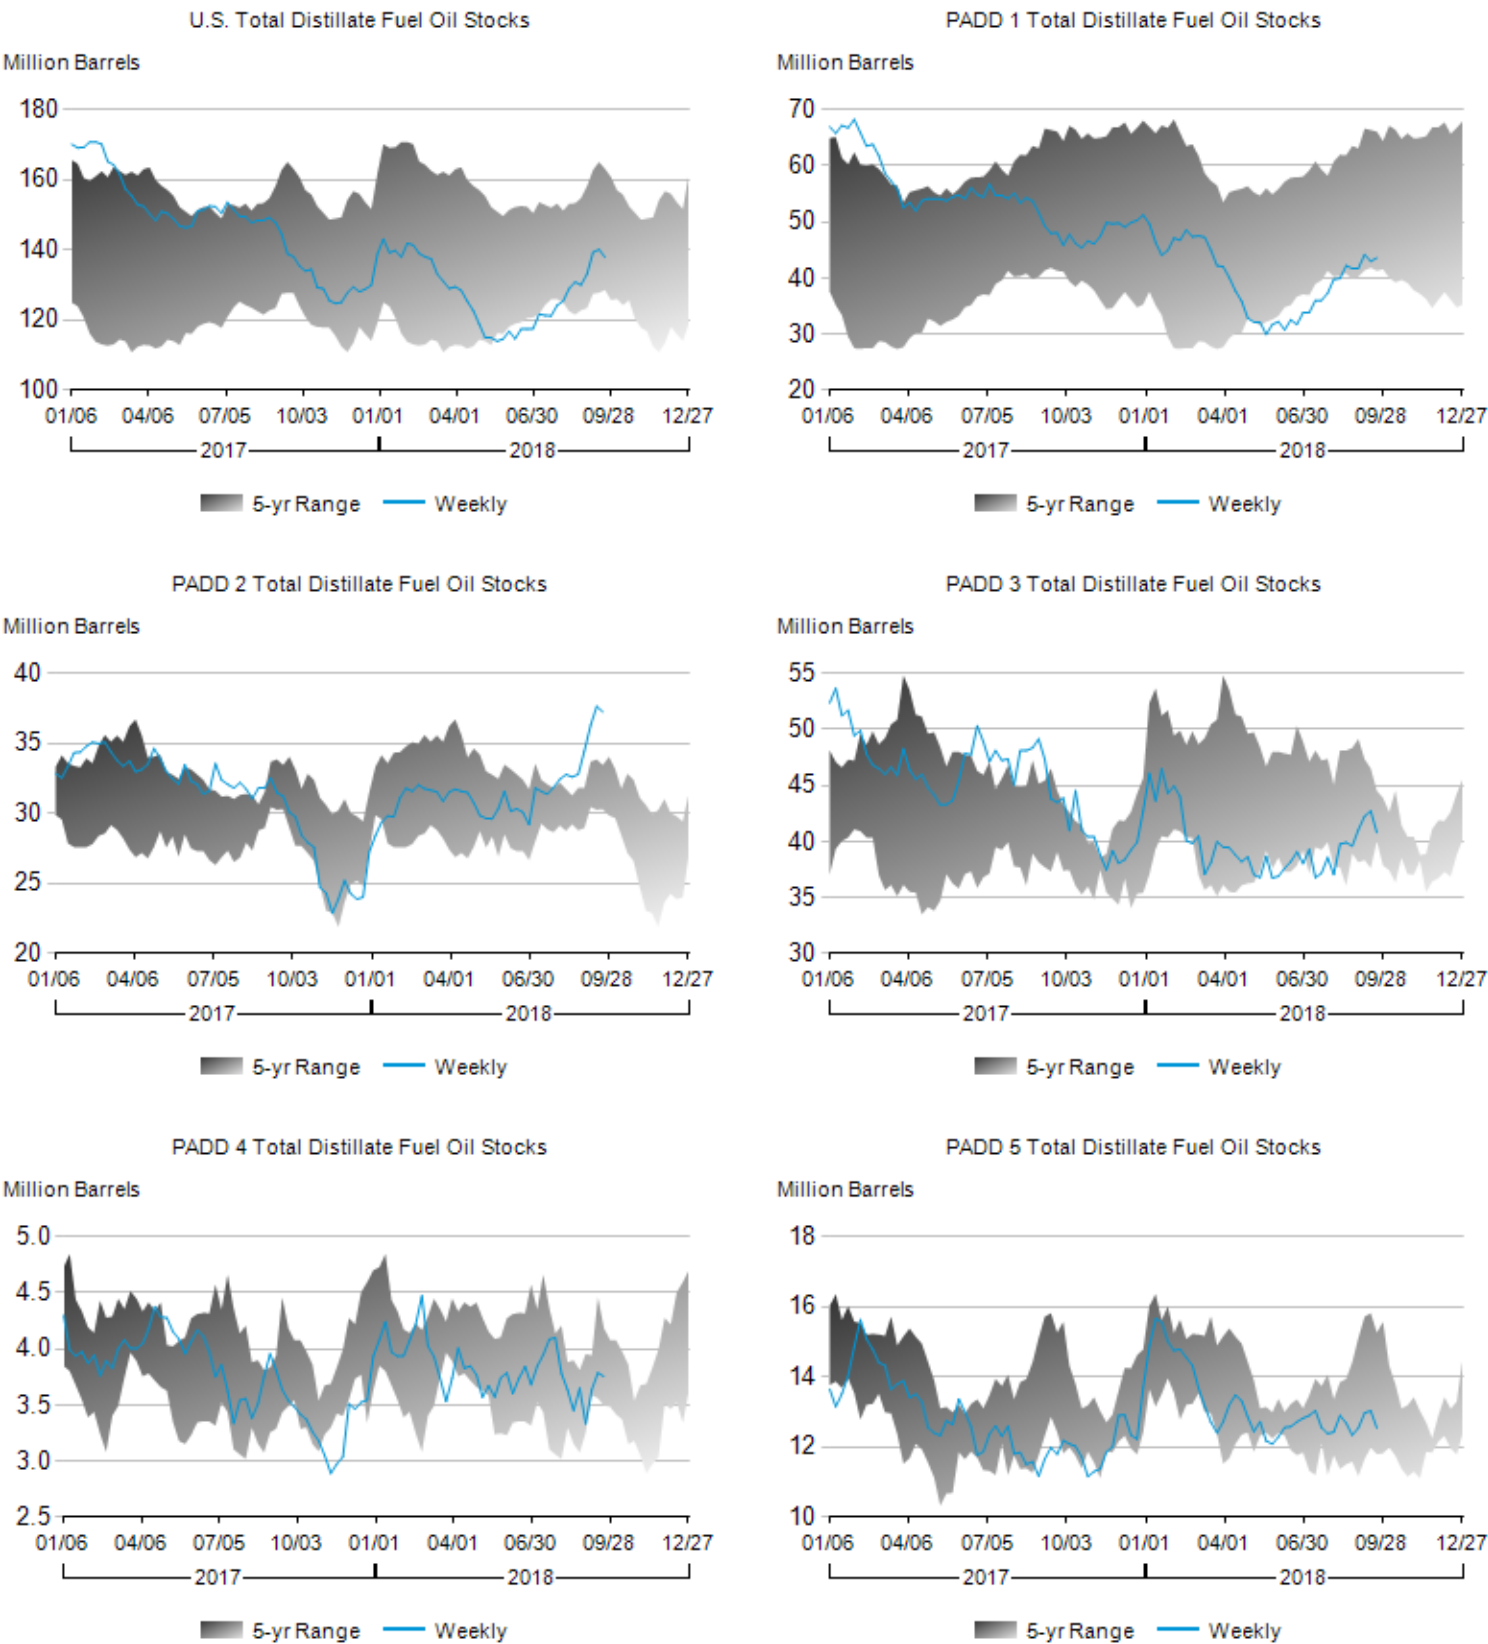 U.S. Total Distillate Fuel Oil Stocks
Million Barrels
180
160
140
120
100
01/06 04/06 07/05 10/03 01/01 04/01 06/30 09/28 12/27
2017 2018
5-yr Range Weekly
PADD 1 Total Distillate Fuel Oil Stocks
Million Barrels
70
60
50
40
30
20
01/06 04/06 07/05 10/03 01/01 04/01 06/30 09/28 12/27
2017 2018
5-yr Range Weekly
PADD 2 Total Distillate Fuel Oil Stocks
Million Barrels
40
35
30
25
20
01/06 04/06 07/05 10/03 01/01 04/01 06/30 09/28 12/27
2017 2018
5-yr Range Weekly
PADD 3 Total Distillate Fuel Oil Stocks
Million Barrels
55
50
45
40
35
30
01/06 04/06 07/05 10/03 01/01 04/01 06/30 09/28 12/27
2017 2018
5-yr Range Weekly
PADD 4 Total Distillate Fuel Oil Stocks
Million Barrels
5.0
4.5
4.0
3.5
3.0
2.5
01/06 04/06 07/05 10/03 01/01 04/01 06/30 09/28 12/27
2017 2018
5-yr Range Weekly
PADD 5 Total Distillate Fuel Oil Stocks
Million Barrels
18
16
14
12
10
01/06 04/06 07/05 10/03 01/01 04/01 06/30 09/28 12/27
2017 2018
5-yr Range Weekly